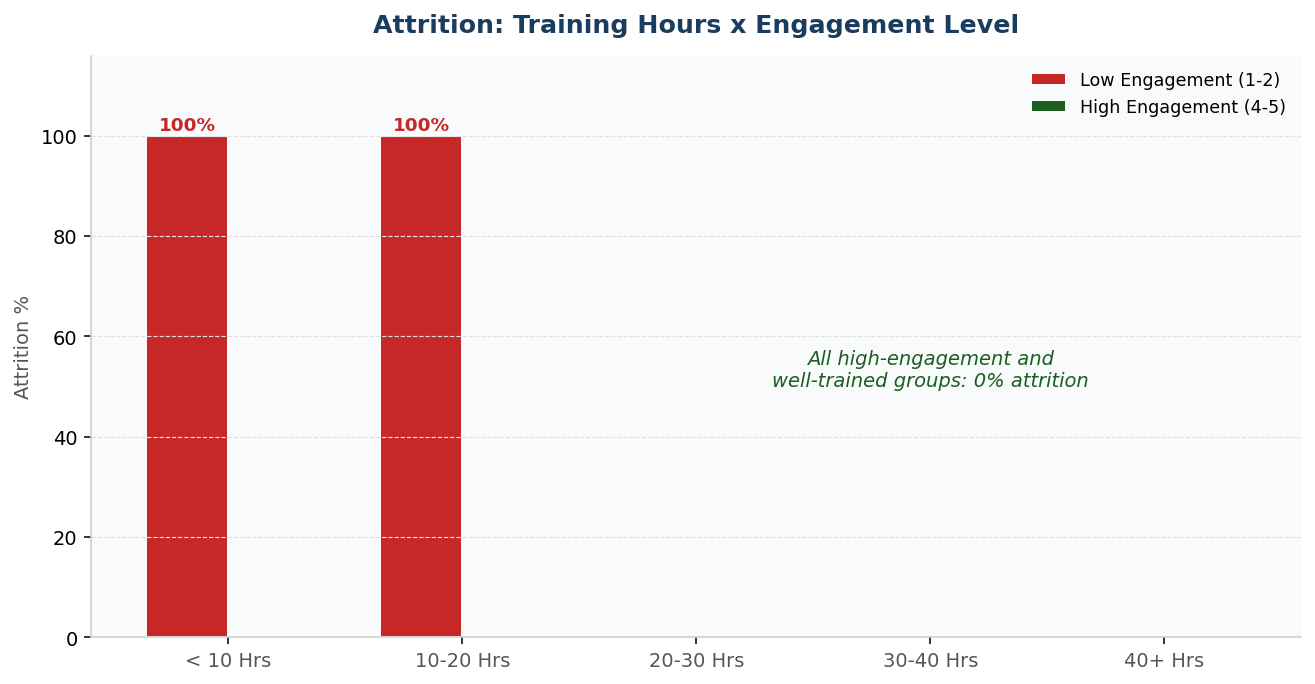 Attrition: Training Hours x Engagement Level
Low Engagement (1-2)
High Engagement (4-5)
100%
100%
100
80
60
40
20
0
Attrition %
All high-engagement and
well-trained groups: 0% attrition
< 10 Hrs
10-20 Hrs
20-30 Hrs
30-40 Hrs
40+ Hrs